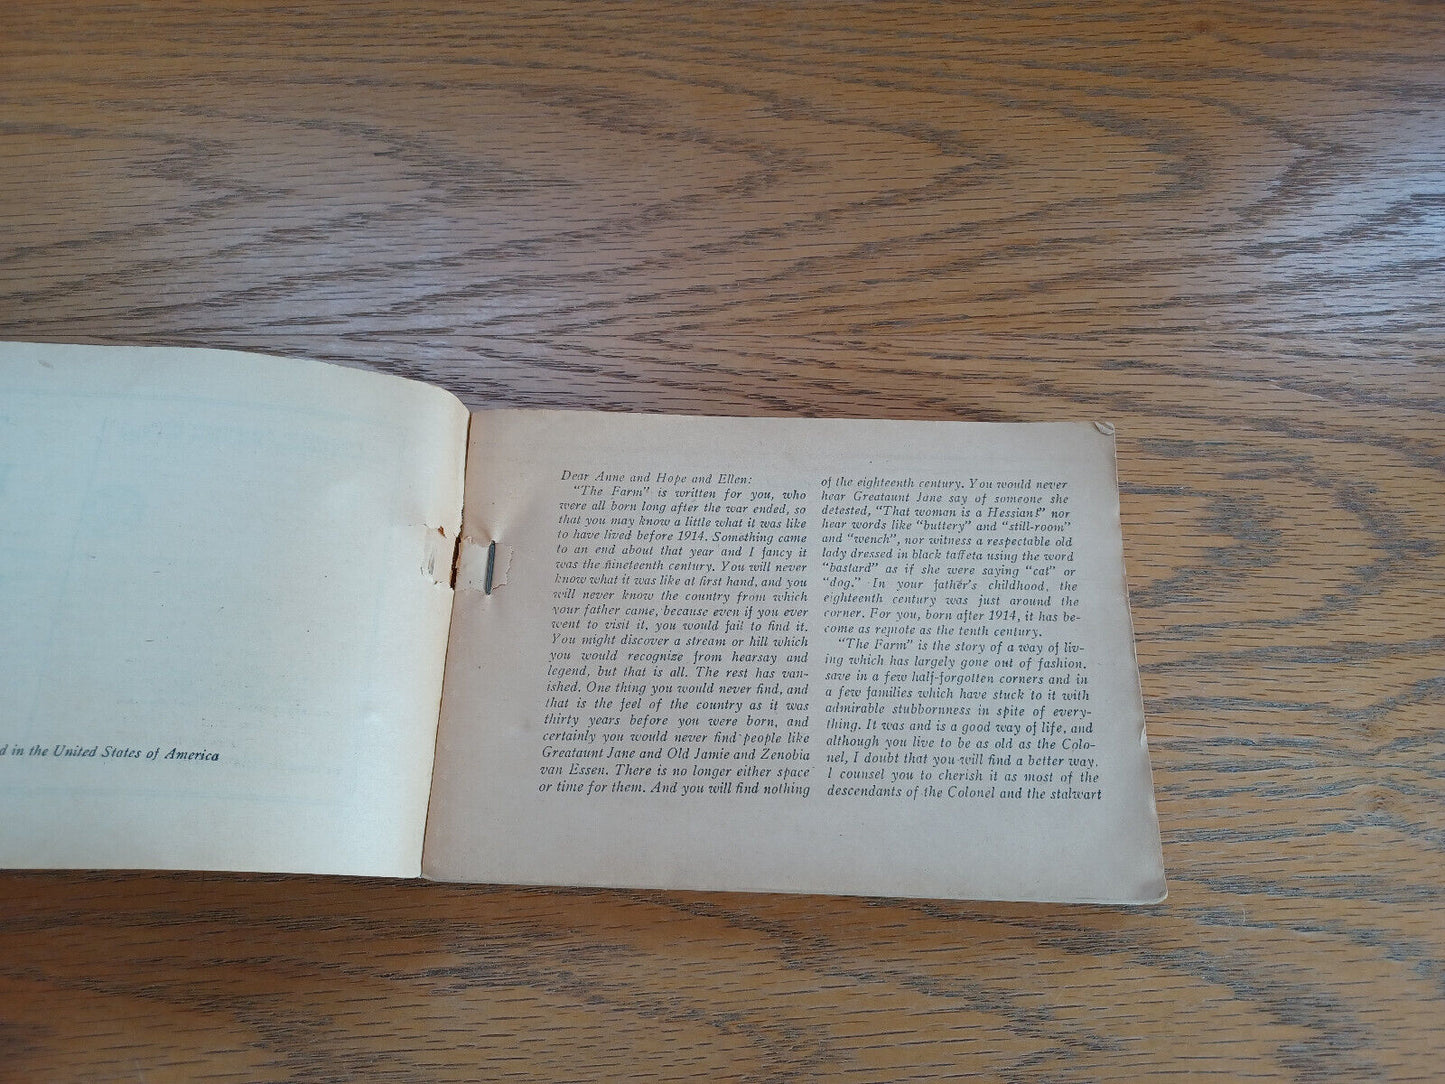 d in the United States of America
Dear Anne and Hope and Ellen:
"The Farm" is written for you, who
were all born long after the war ended, so
that you may know a little what it was like
to have lived before 1914. Something came
to an end about that year and I fancy it
was the nineteenth century. You will never
know what it was like at first hand, and you
will never know the country from which
your father came, because even if you ever
went to visit it, you would fail to find it.
You might discover a stream or hill which
you would recognize from hearsay and
legend, but that is all. The rest has van-
ished. One thing you would never find, and
that is the feel of the country as it was
thirty years before you were born, and
certainly you would never find people like
Greataunt Jane and Old Jamie and Zenobia
van Essen. There is no longer either space
or time for them. And you will find nothing
of the eighteenth century. You would never
hear Greataunt Jane say of someone she
detested, "That woman is a Hessian!" nor
hear words like "buttery" and "still-room"
and "wench", nor witness a respectable old
lady dressed in black taffeta using the word
"bastard" as if she were saying "cat" or
"dog." In your father's childhood, the
eighteenth century was just around the
corner. For you, born after 1914, it has be-
come as remote as the tenth century.
"The Farm" is the story of a way of liv-
ing which has largely gone out of fashion,
save in a few half-forgotten corners and in
a few families which have stuck to it with
admirable stubbornness in spite of every-
thing. It was and is a good way of life, and
although you live to be as old as the Colo-
nel, I doubt that you will find a better way.
I counsel you to cherish it as most of the
descendants of the Colonel and the stalwart